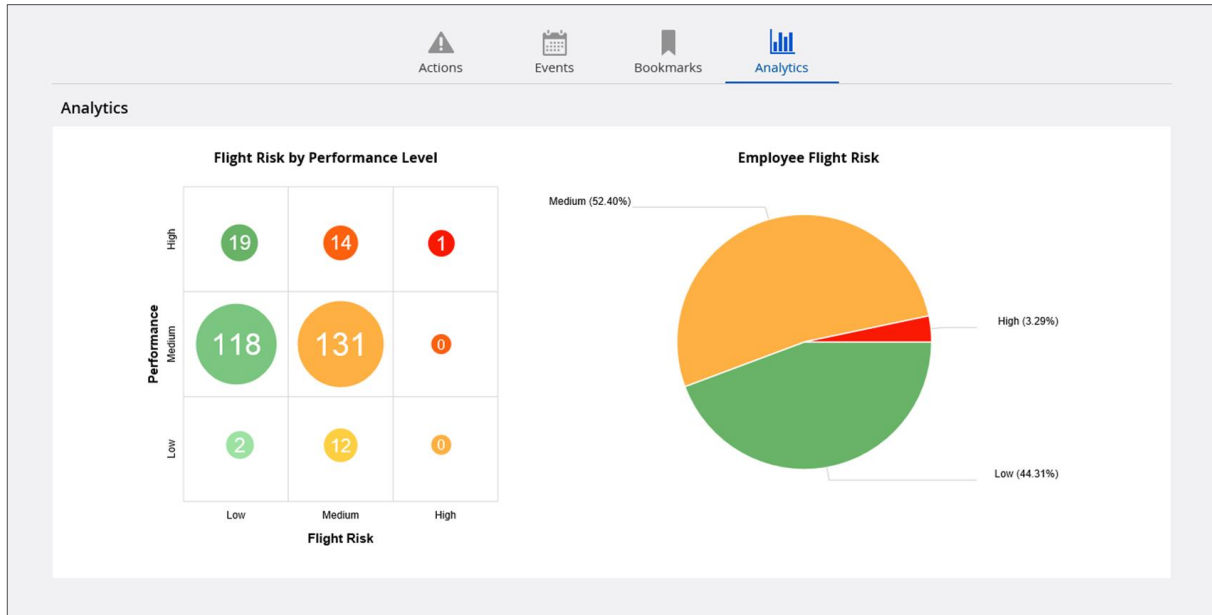 Actions
Events
Bookmarks
Analytics
Analytics
Flight Risk by Performance Level
Performance
High
19
14
1
Medium
118
131
0
Low
2
12
0
Low
Medium
High
Flight Risk
Employee Flight Risk
Medium (52.40%)
High (3.29%)
Low (44.31%)